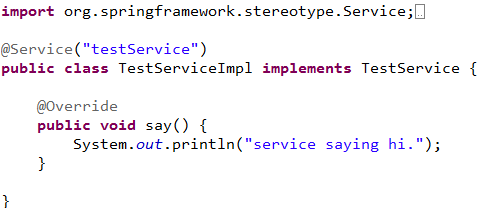 import org.springframework.stereotype.Service;
@Service("testService")
public class TestServiceImpl implements TestService {
@Override
public void say() {
System.out.println("service saying hi.");
}
}